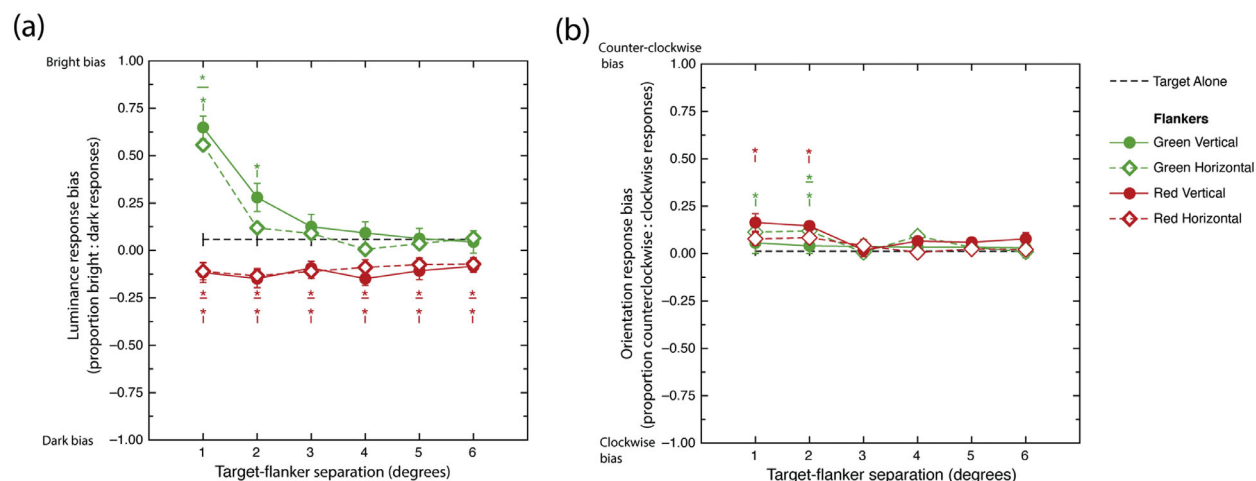 (a)
Bright bias
1.00
0.75
0.50
0.25
0.00
−0.25
−0.50
−0.75
−1.00
Dark bias
Luminance response bias
(proportion bright : dark responses)
*
*
*
* * * * * *
* * * * * *
1 2 3 4 5 6
Target-flanker separation (degrees)
(b)
Counter-clockwise
bias
1.00
0.75
0.50
0.25
0.00
−0.25
−0.50
−0.75
−1.00
Clockwise
bias
Orientation response bias
(proportion counterclockwise : clockwise responses)
* *
*
* *
1 2 3 4 5 6
Target-flanker separation (degrees)
Target Alone
Flankers
Green Vertical
Green Horizontal
Red Vertical
Red Horizontal